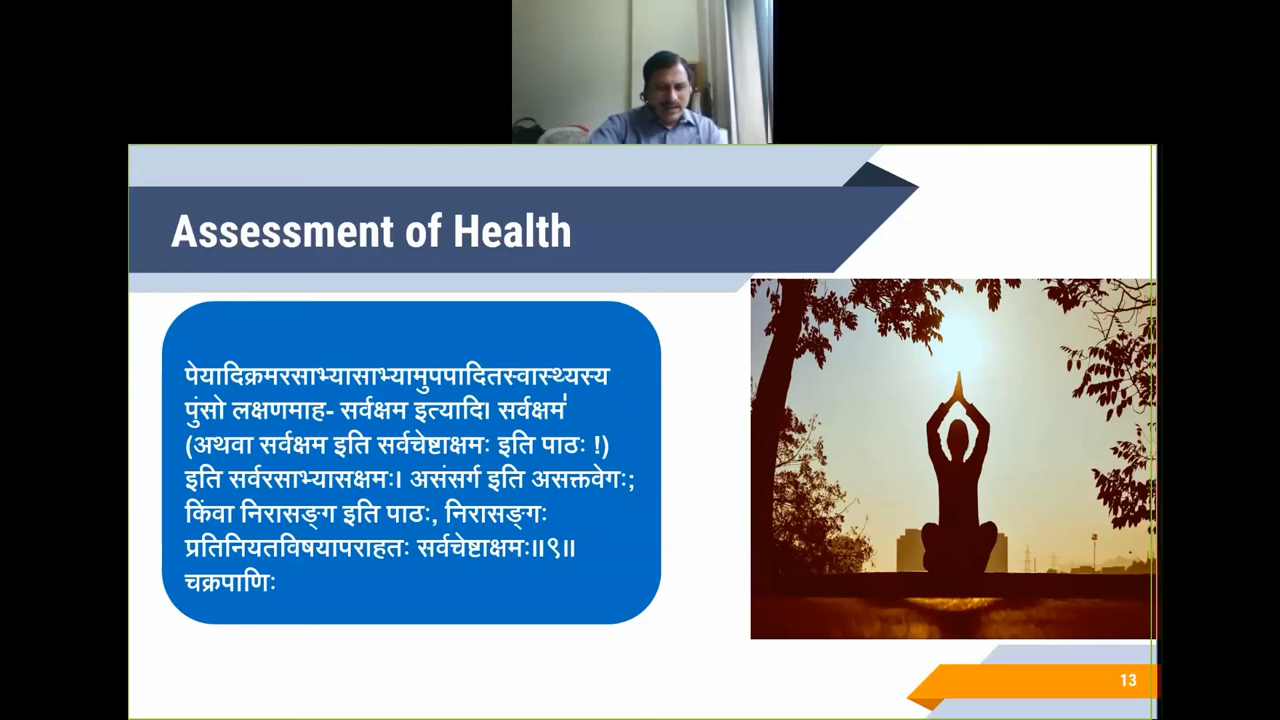 Assessment of Health
पेयादिक्रमरसाभ्यासाभ्यामुपपादितस्वास्थ्यस्य
पुंसो लक्षणमाह- सर्वक्षम इत्यादि। सर्वक्षम'
(अथवा सर्वक्षम इति सर्वचेष्टाक्षमः इति पाठः !)
इति सर्वरसाभ्यासक्षमः। असंसर्ग इति असक्तवेगः;
किंवा निरासङ्ग इति पाठः, निरासङ्गः
प्रतिनियतविषयापराहतः सर्वचेष्टाक्षमः॥९॥
चक्रपाणिः
13